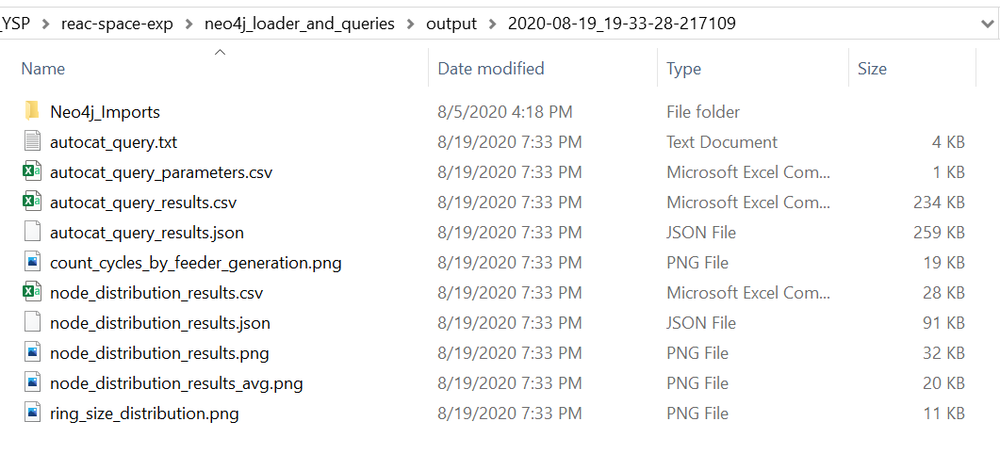 _YSP > reac-space-exp > neo4j_loader_and_queries > output > 2020-08-19_19-33-28-217109
Name Date modified Type Size
Neo4j_Imports 8/5/2020 4:18 PM File folder
autocat_query.txt 8/19/2020 7:33 PM Text Document 4 KB
autocat_query_parameters.csv 8/19/2020 7:33 PM Microsoft Excel Com... 1 KB
autocat_query_results.csv 8/19/2020 7:33 PM Microsoft Excel Com... 234 KB
autocat_query_results.json 8/19/2020 7:33 PM JSON File 259 KB
count_cycles_by_feeder_generation.png 8/19/2020 7:33 PM PNG File 19 KB
node_distribution_results.csv 8/19/2020 7:33 PM Microsoft Excel Com... 28 KB
node_distribution_results.json 8/19/2020 7:33 PM JSON File 91 KB
node_distribution_results.png 8/19/2020 7:33 PM PNG File 32 KB
node_distribution_results_avg.png 8/19/2020 7:33 PM PNG File 20 KB
ring_size_distribution.png 8/19/2020 7:33 PM PNG File 11 KB